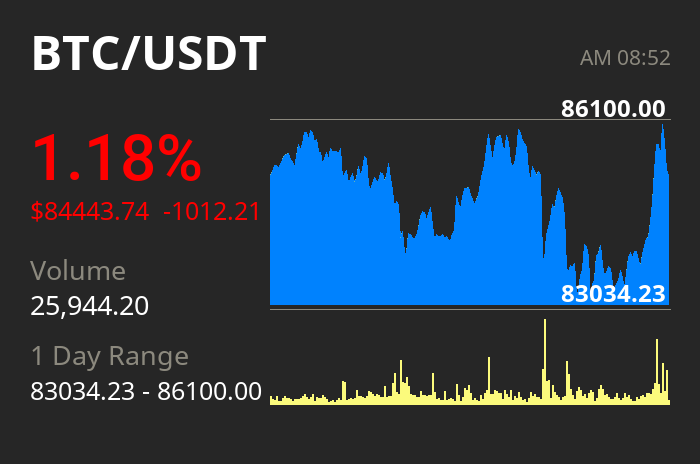 BTC/USDT
AM 08:52
86100.00
1.18%
$84443.74 -1012.21
Volume
25,944.20
83034.23
1 Day Range
83034.23 - 86100.00